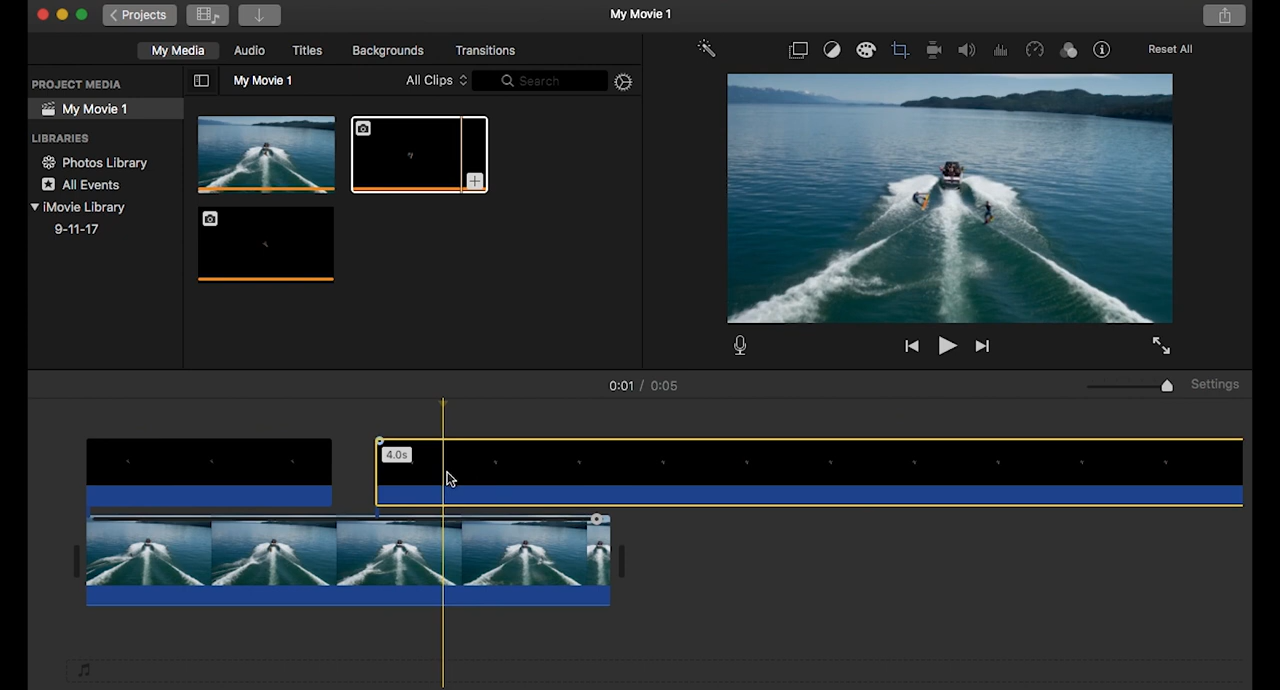 Projects
My Movie 1
My Media
Audio
Titles
Backgrounds
Transitions
Reset All
PROJECT MEDIA
My Movie 1
All Clips
Search
My Movie 1
LIBRARIES
Photos Library
All Events
iMovie Library
9-11-17
0:01 / 0:05
Settings
4.0s